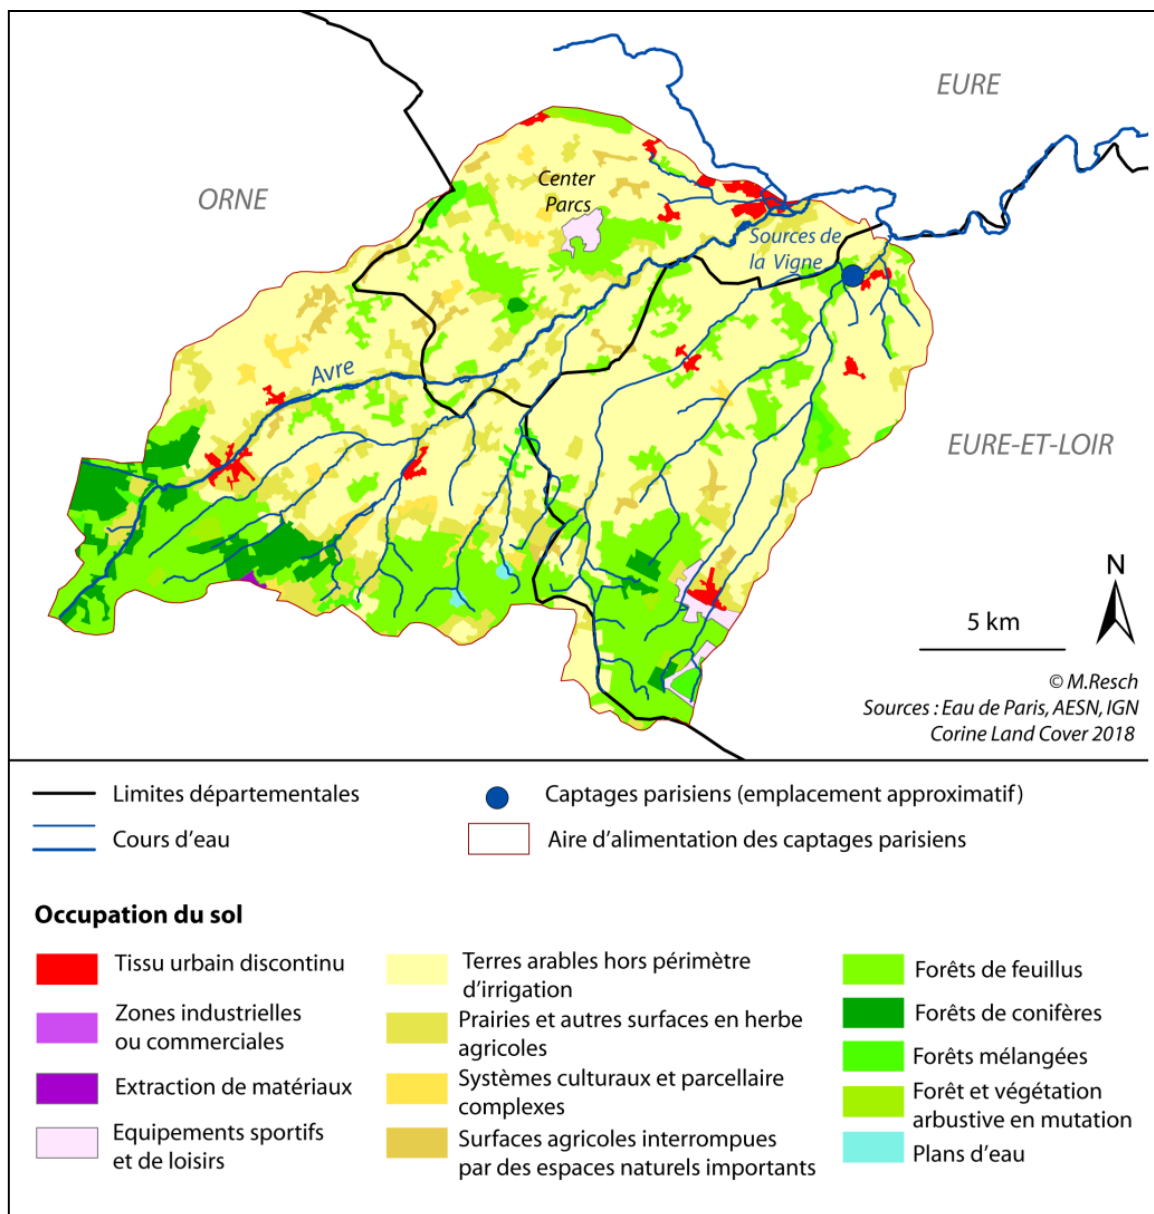 EURE
ORNE
Center
Parcs
Sources de
la Vigne
Avre
EURE-ET-LOIR
N
5 km
© M.Resch
Sources : Eau de Paris, AESN, IGN
Corine Land Cover 2018
Limites départementales
Captages parisiens (emplacement approximatif)
Cours d’eau
Aire d’alimentation des captages parisiens
Occupation du sol
Tissu urbain discontinu
Zones industrielles
ou commerciales
Extraction de matériaux
Equipements sportifs
et de loisirs
Terres arables hors périmètre
d’irrigation
Prairies et autres surfaces en herbe
agricoles
Systèmes culturaux et parcellaire
complexes
Surfaces agricoles interrompues
par des espaces naturels importants
Forêts de feuillus
Forêts de conifères
Forêts mélangées
Forêt et végétation
arbustive en mutation
Plans d’eau